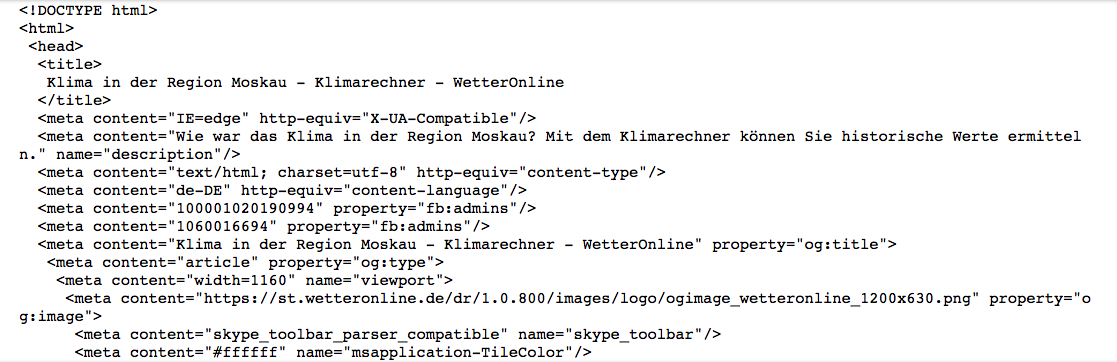 <!DOCTYPE html>
<html>
 <head>
  <title>
   Klima in der Region Moskau - Klimarechner - WetterOnline
  </title>
  <meta content="IE=edge" http-equiv="X-UA-Compatible"/>
  <meta content="Wie war das Klima in der Region Moskau? Mit dem Klimarechner können Sie historische Werte ermittel
n." name="description"/>
  <meta content="text/html; charset=utf-8" http-equiv="content-type"/>
  <meta content="de-DE" http-equiv="content-language"/>
  <meta content="100001020190994" property="fb:admins"/>
  <meta content="1060016694" property="fb:admins"/>
  <meta content="Klima in der Region Moskau - Klimarechner - WetterOnline" property="og:title">
   <meta content="article" property="og:type">
    <meta content="width=1160" name="viewport">
     <meta content="https://st.wetteronline.de/dr/1.0.800/images/logo/ogimage_wetteronline_1200x630.png" property="o
g:image">
      <meta content="skype_toolbar_parser_compatible" name="skype_toolbar"/>
      <meta content="#ffffff" name="msapplication-TileColor"/>